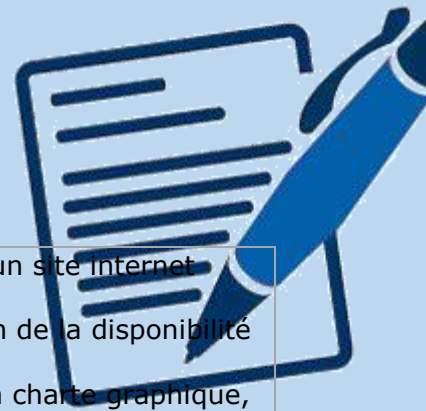 un site internet
n de la disponibilité
charte graphique,